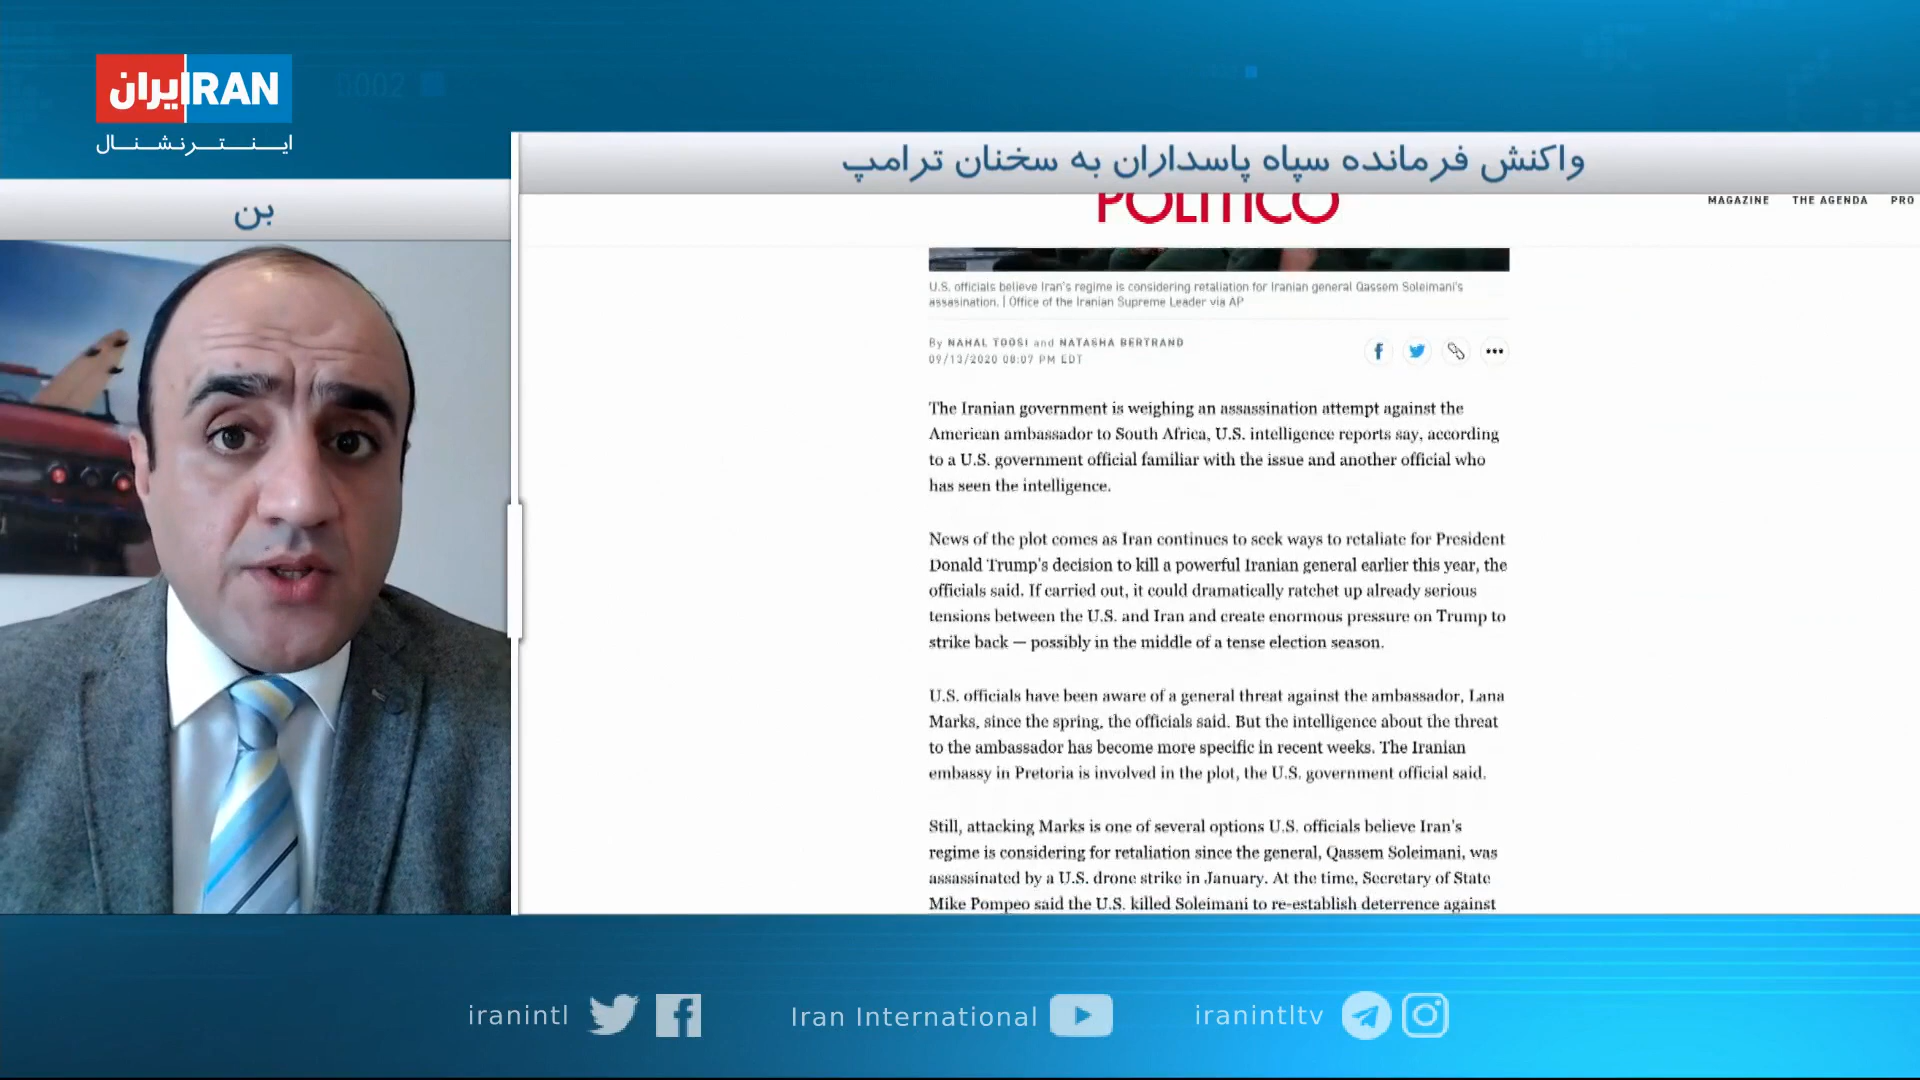 ایران IRAN
اینترنشنال
0002
واکنش فرمانده سپاه پاسداران به سخنان ترامپ
بن
POLITICO
MAGAZINE THE AGENDA PRO
U.S. officials believe Iran's regime is considering retaliation for Iranian general Qassem Soleimani's
assasination. | Office of the Iranian Supreme Leader via AP
By NAHAL TOOSI and NATASHA BERTRAND
09/13/2020 08:07 PM EDT
The Iranian government is weighing an assassination attempt against the
American ambassador to South Africa, U.S. intelligence reports say, according
to a U.S. government official familiar with the issue and another official who
has seen the intelligence.
News of the plot comes as Iran continues to seek ways to retaliate for President
Donald Trump's decision to kill a powerful Iranian general earlier this year, the
officials said. If carried out, it could dramatically ratchet up already serious
tensions between the U.S. and Iran and create enormous pressure on Trump to
strike back — possibly in the middle of a tense election season.
U.S. officials have been aware of a general threat against the ambassador, Lana
Marks, since the spring, the officials said. But the intelligence about the threat
to the ambassador has become more specific in recent weeks. The Iranian
embassy in Pretoria is involved in the plot, the U.S. government official said.
Still, attacking Marks is one of several options U.S. officials believe Iran's
regime is considering for retaliation since the general, Qassem Soleimani, was
assassinated by a U.S. drone strike in January. At the time, Secretary of State
Mike Pompeo said the U.S. killed Soleimani to re-establish deterrence against
iranintl
Iran International
iranintltv